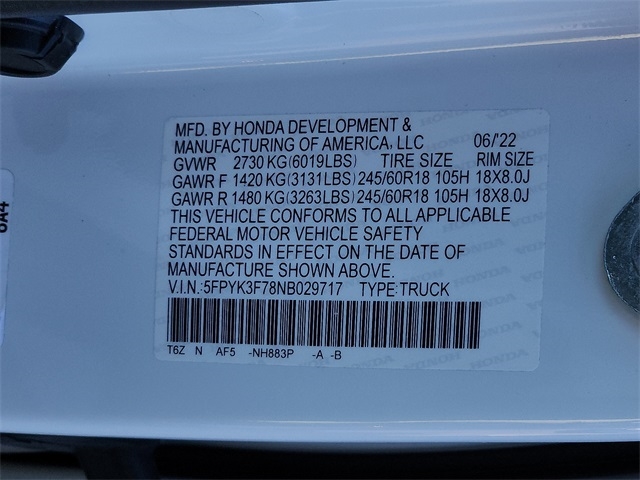 MFD. BY HONDA DEVELOPMENT &
MANUFACTURING OF AMERICA, LLC 06/'22
GVWR 2730 KG(6019LBS) TIRE SIZE RIM SIZE
GAWR F 1420 KG(3131LBS) 245/60R18 105H 18X8.0J
GAWR R 1480 KG(3263LBS) 245/60R18 105H 18X8.0J
THIS VEHICLE CONFORMS TO ALL APPLICABLE
FEDERAL MOTOR VEHICLE SAFETY
STANDARDS IN EFFECT ON THE DATE OF
MANUFACTURE SHOWN ABOVE.
V.I.N.:5FPYK3F78NB029717 TYPE:TRUCK
T6Z N AF5 -NH883P -A -B